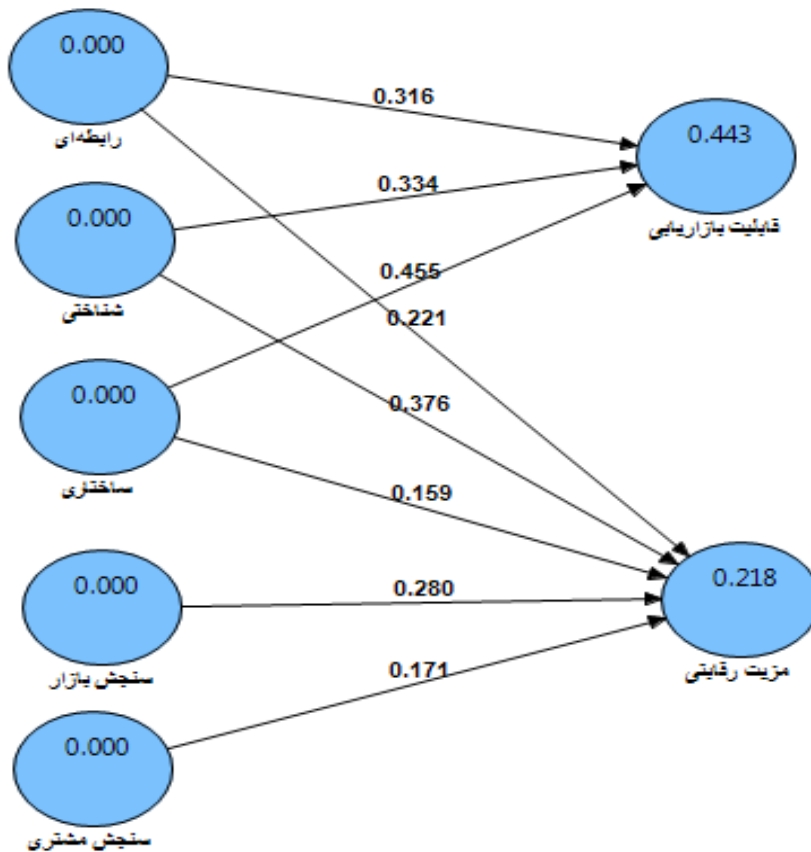 0.000
رابطه‌ای
0.316
0.443
قابلیت بازاریابی
0.000
شناختی
0.334
0.455
0.221
0.000
ساختاری
0.376
0.159
0.000
سنجش بازار
0.280
0.218
مزیت رقابتی
0.171
0.000
سنجش مشتری